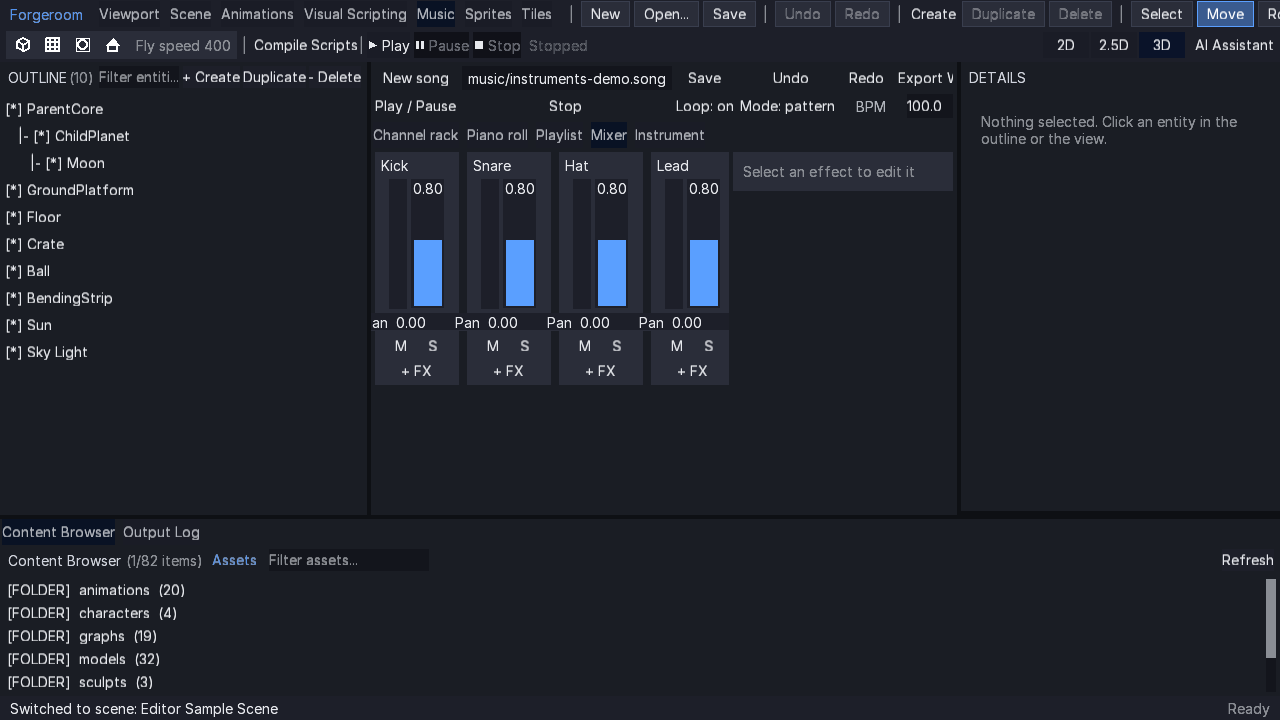 Forgeroom Viewport Scene Animations Visual Scripting Music Sprites Tiles | New Open... Save | Undo Redo | Create Duplicate Delete | Select Move
Fly speed 400 | Compile Scripts | Play Pause Stop Stopped 2D 2.5D 3D AI Assistant
OUTLINE (10) Filter entiti... + Create Duplicate - Delete
[*] ParentCore
|- [*] ChildPlanet
|- [*] Moon
[*] GroundPlatform
[*] Floor
[*] Crate
[*] Ball
[*] BendingStrip
[*] Sun
[*] Sky Light
New song music/instruments-demo.song Save Undo Redo Export
Play / Pause Stop Loop: on Mode: pattern BPM 100.0
Channel rack Piano roll Playlist Mixer Instrument
Kick Snare Hat Lead
0.80 0.80 0.80 0.80
an 0.00 Pan 0.00 Pan 0.00 Pan 0.00
M S M S M S M S
+ FX + FX + FX + FX
Select an effect to edit it
DETAILS
Nothing selected. Click an entity in the
outline or the view.
Content Browser Output Log
Content Browser (1/82 items) Assets Filter assets... Refresh
[FOLDER] animations (20)
[FOLDER] characters (4)
[FOLDER] graphs (19)
[FOLDER] models (32)
[FOLDER] sculpts (3)
Switched to scene: Editor Sample Scene Ready